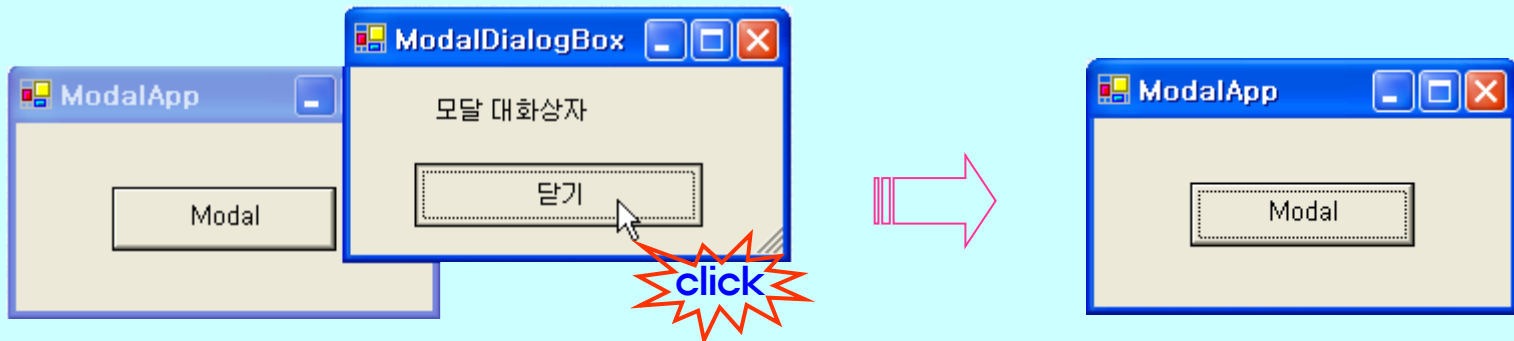 ModalApp
Modal
ModalDialogBox
모달 대화상자
닫기
click
ModalApp
Modal